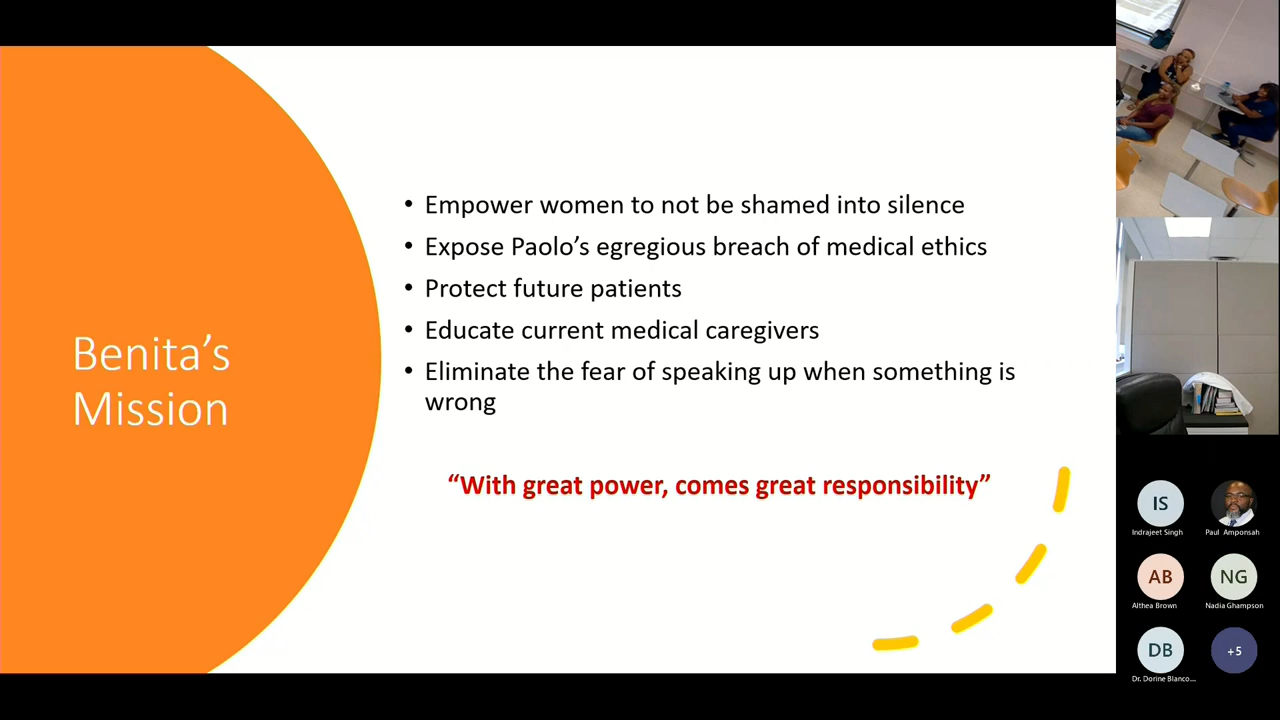 Benita’s
Mission
• Empower women to not be shamed into silence
• Expose Paolo’s egregious breach of medical ethics
• Protect future patients
• Educate current medical caregivers
• Eliminate the fear of speaking up when something is
wrong
“With great power, comes great responsibility”
IS
Indrajeet Singh
Paul Amponsah
AB
Althea Brown
NG
Nadia Ghampson
DB
Dr. Dorine Blanco...
+5